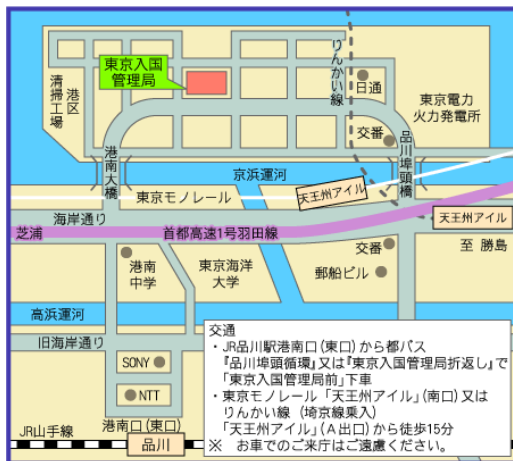 東京入国
管理局
港区
清掃工場
りんかい線
日通
東京電力
火力発電所
交番
品川埠頭橋
港南大橋
京浜運河
東京モノレール
天王州アイル
天王州アイル
海岸通り
芝浦
首都高速1号羽田線
至 勝島
港南
中学
東京海洋
大学
交番
郵船ビル
高浜運河
旧海岸通り
SONY
NTT
港南口(東口)
JR山手線
品川
交通
・JR品川駅港南口(東口)から都バス
『品川埠頭循環』又は『東京入国管理局折返し』で
「東京入国管理局前」下車
・東京モノレール「天王州アイル」(南口)又は
りんかい線 (埼京線乗入)
「天王州アイル」(A出口)から徒歩15分
※ お車でのご来庁はご遠慮ください。